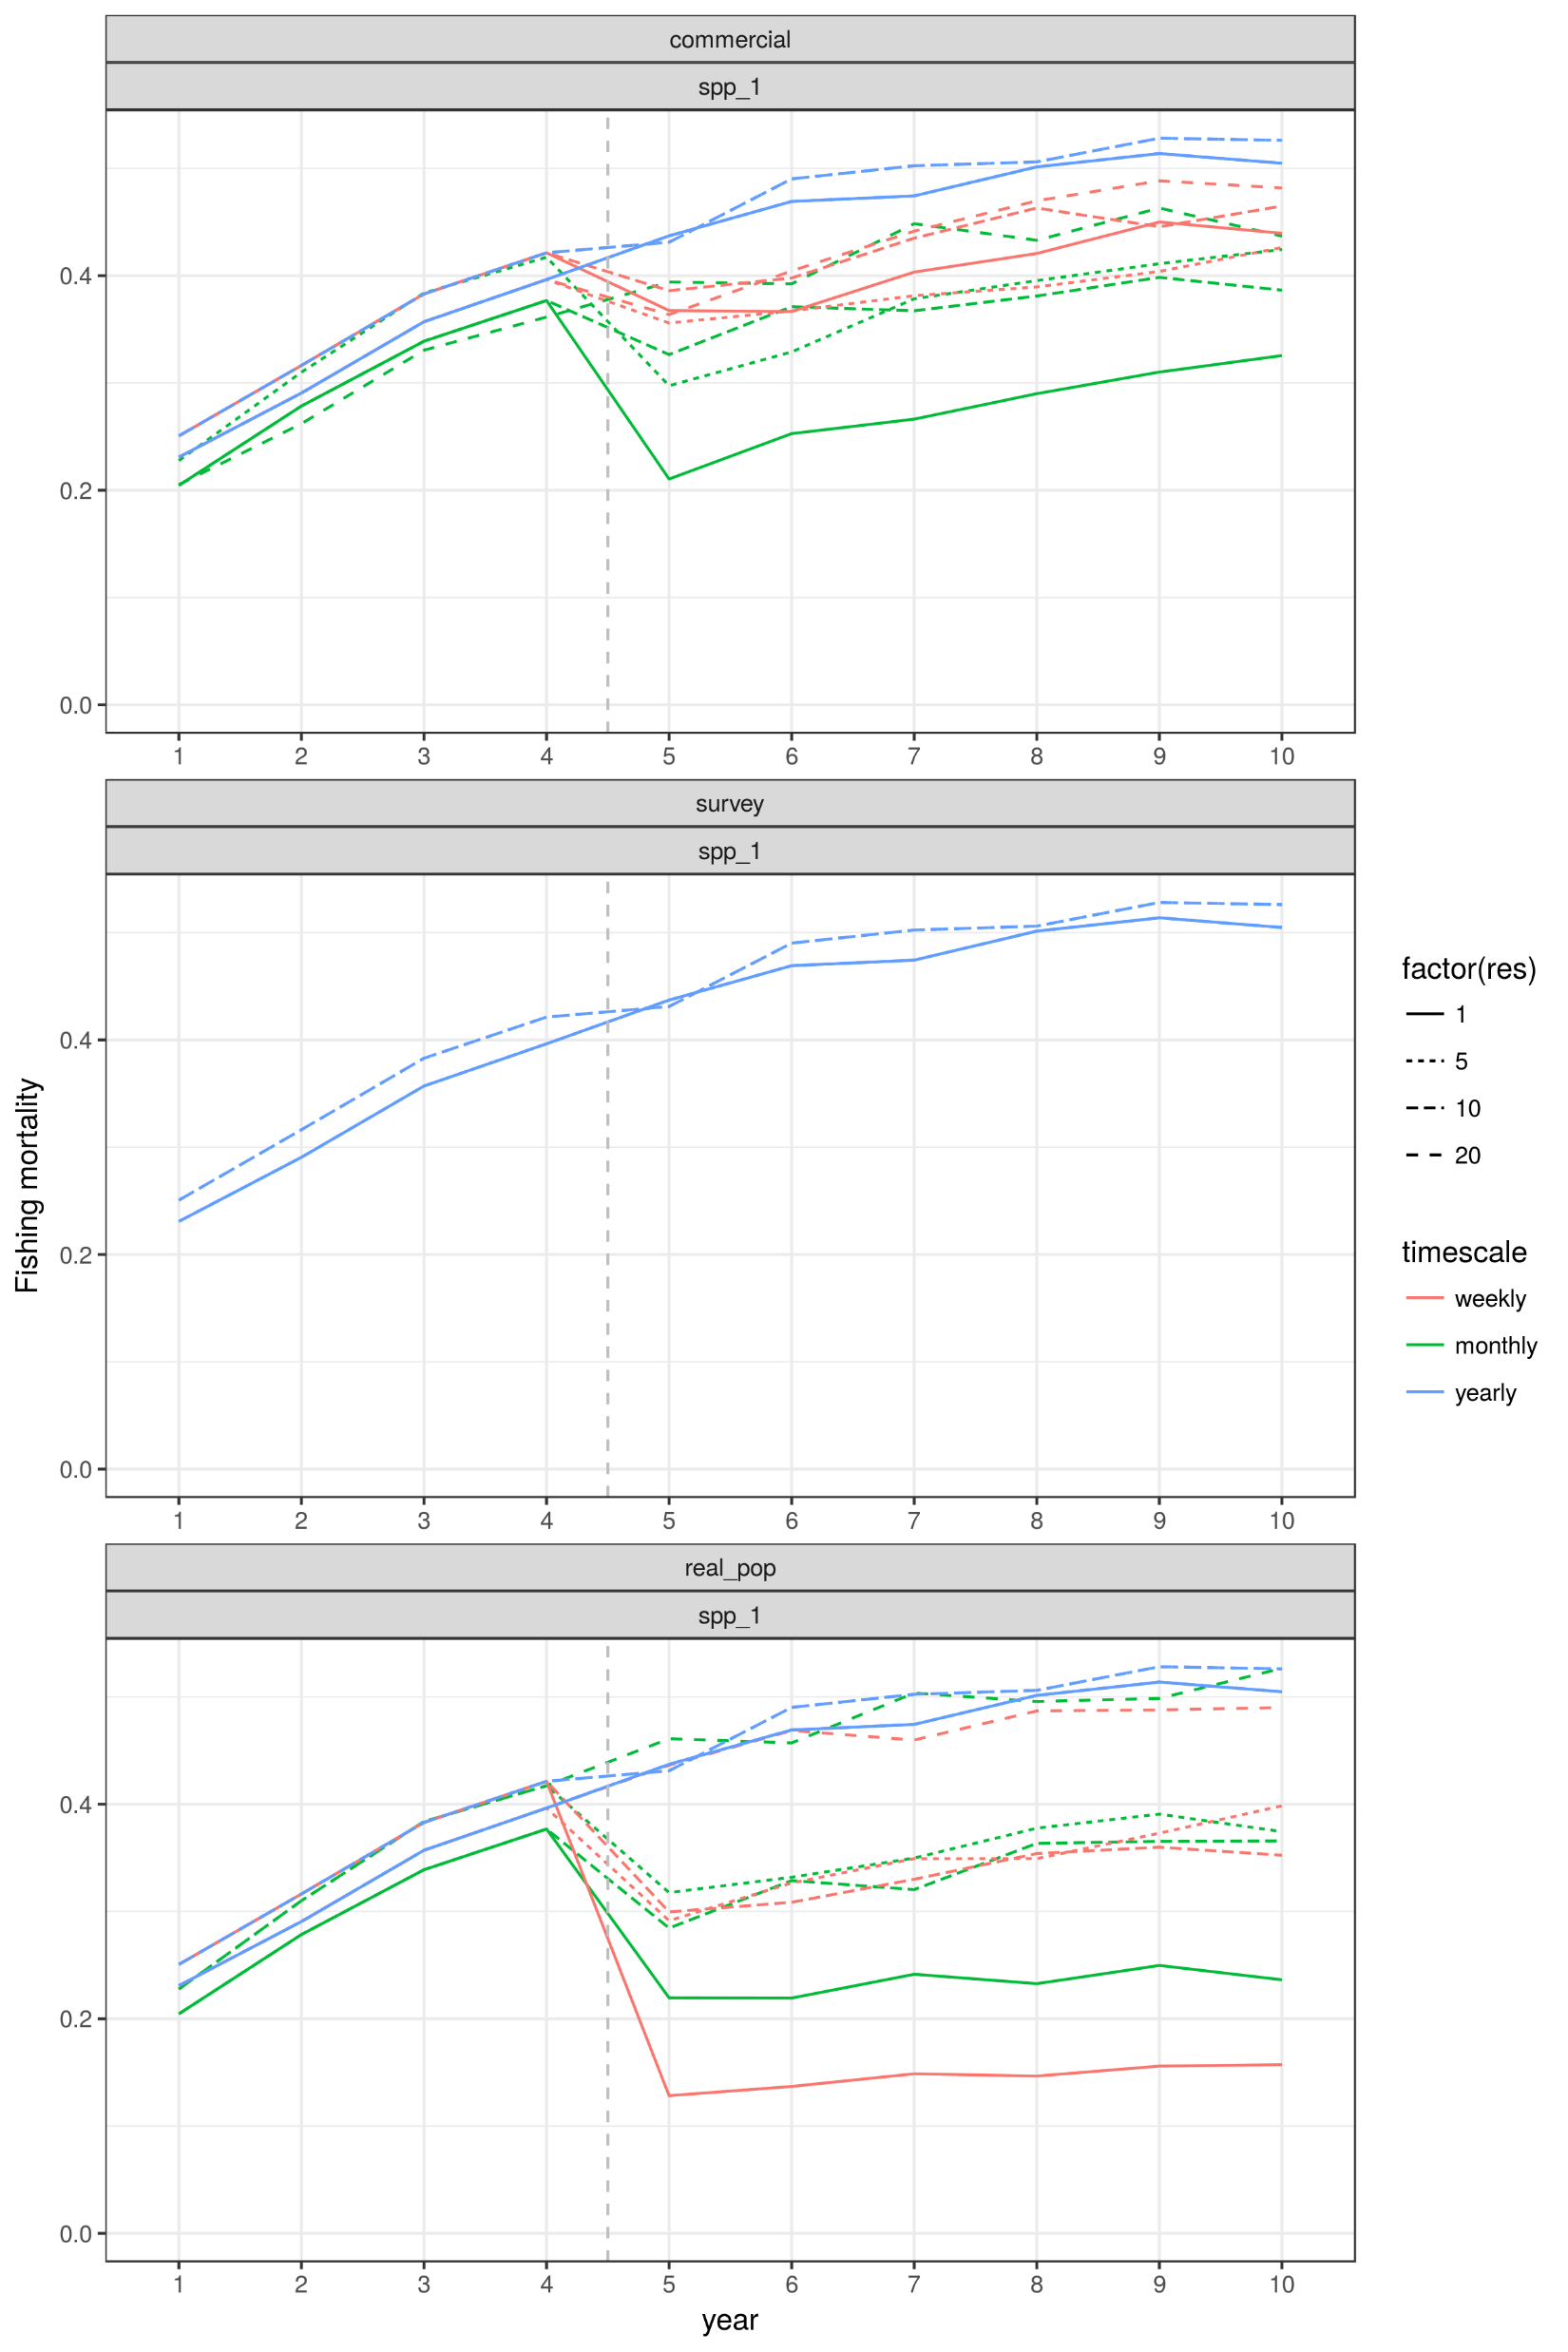 commercial
spp_1
0.4
0.2
0.0
1 2 3 4 5 6 7 8 9 10
survey
spp_1
0.4
0.2
0.0
1 2 3 4 5 6 7 8 9 10
real_pop
spp_1
0.4
0.2
0.0
1 2 3 4 5 6 7 8 9 10
year
Fishing mortality
factor(res)
1
5
10
20
timescale
weekly
monthly
yearly